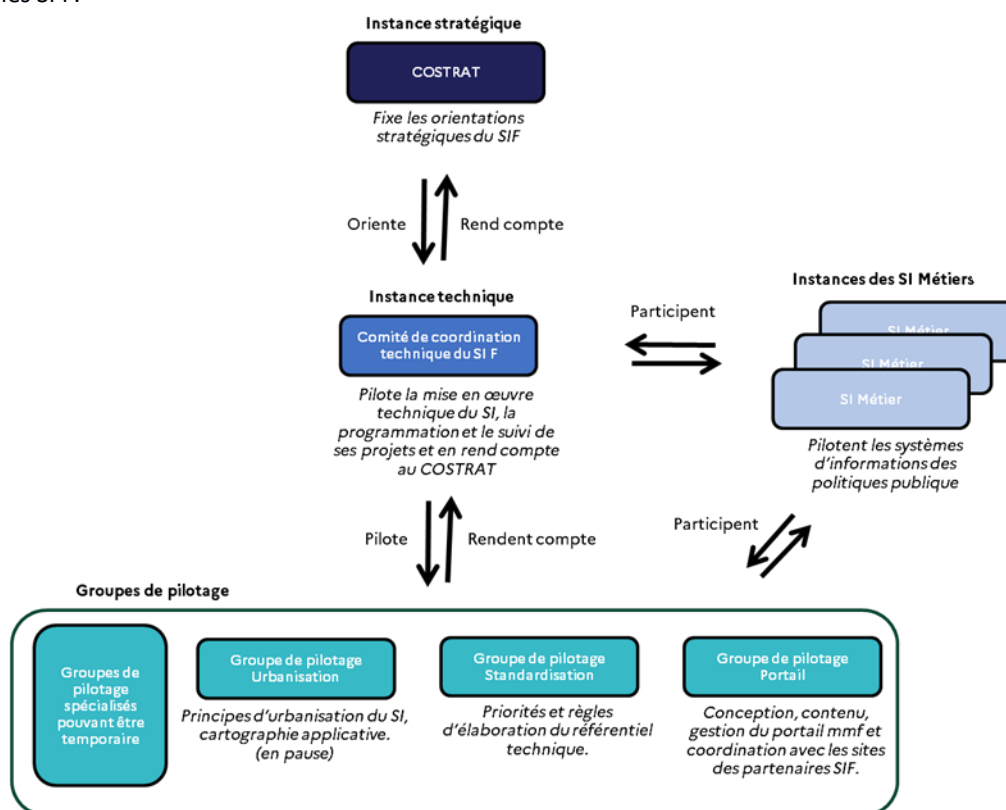 Instance stratégique
COSTRAT
Fixe les orientations
stratégiques du SIF
Oriente
Rend compte
Instance technique
Comité de coordination
technique du SI F
Pilote la mise en œuvre
technique du SI, la
programmation et le suivi de
ses projets et en rend compte
au COSTRAT
Participent
Instances des SI Métiers
SI Métier
SI Métier
SI Métier
Pilotent les systèmes
d'informations des
politiques publique
Participent
Pilote
Rendent compte
Groupes de pilotage
Groupes de
pilotage
spécialisés
pouvant être
temporaire
Groupe de pilotage
Urbanisation
Principes d'urbanisation du SI,
cartographie applicative.
(en pause)
Groupe de pilotage
Standardisation
Priorités et règles
d'élaboration du référentiel
technique.
Groupe de pilotage
Portail
Conception, contenu,
gestion du portail mmf et
coordination avec les sites
des partenaires SIF.